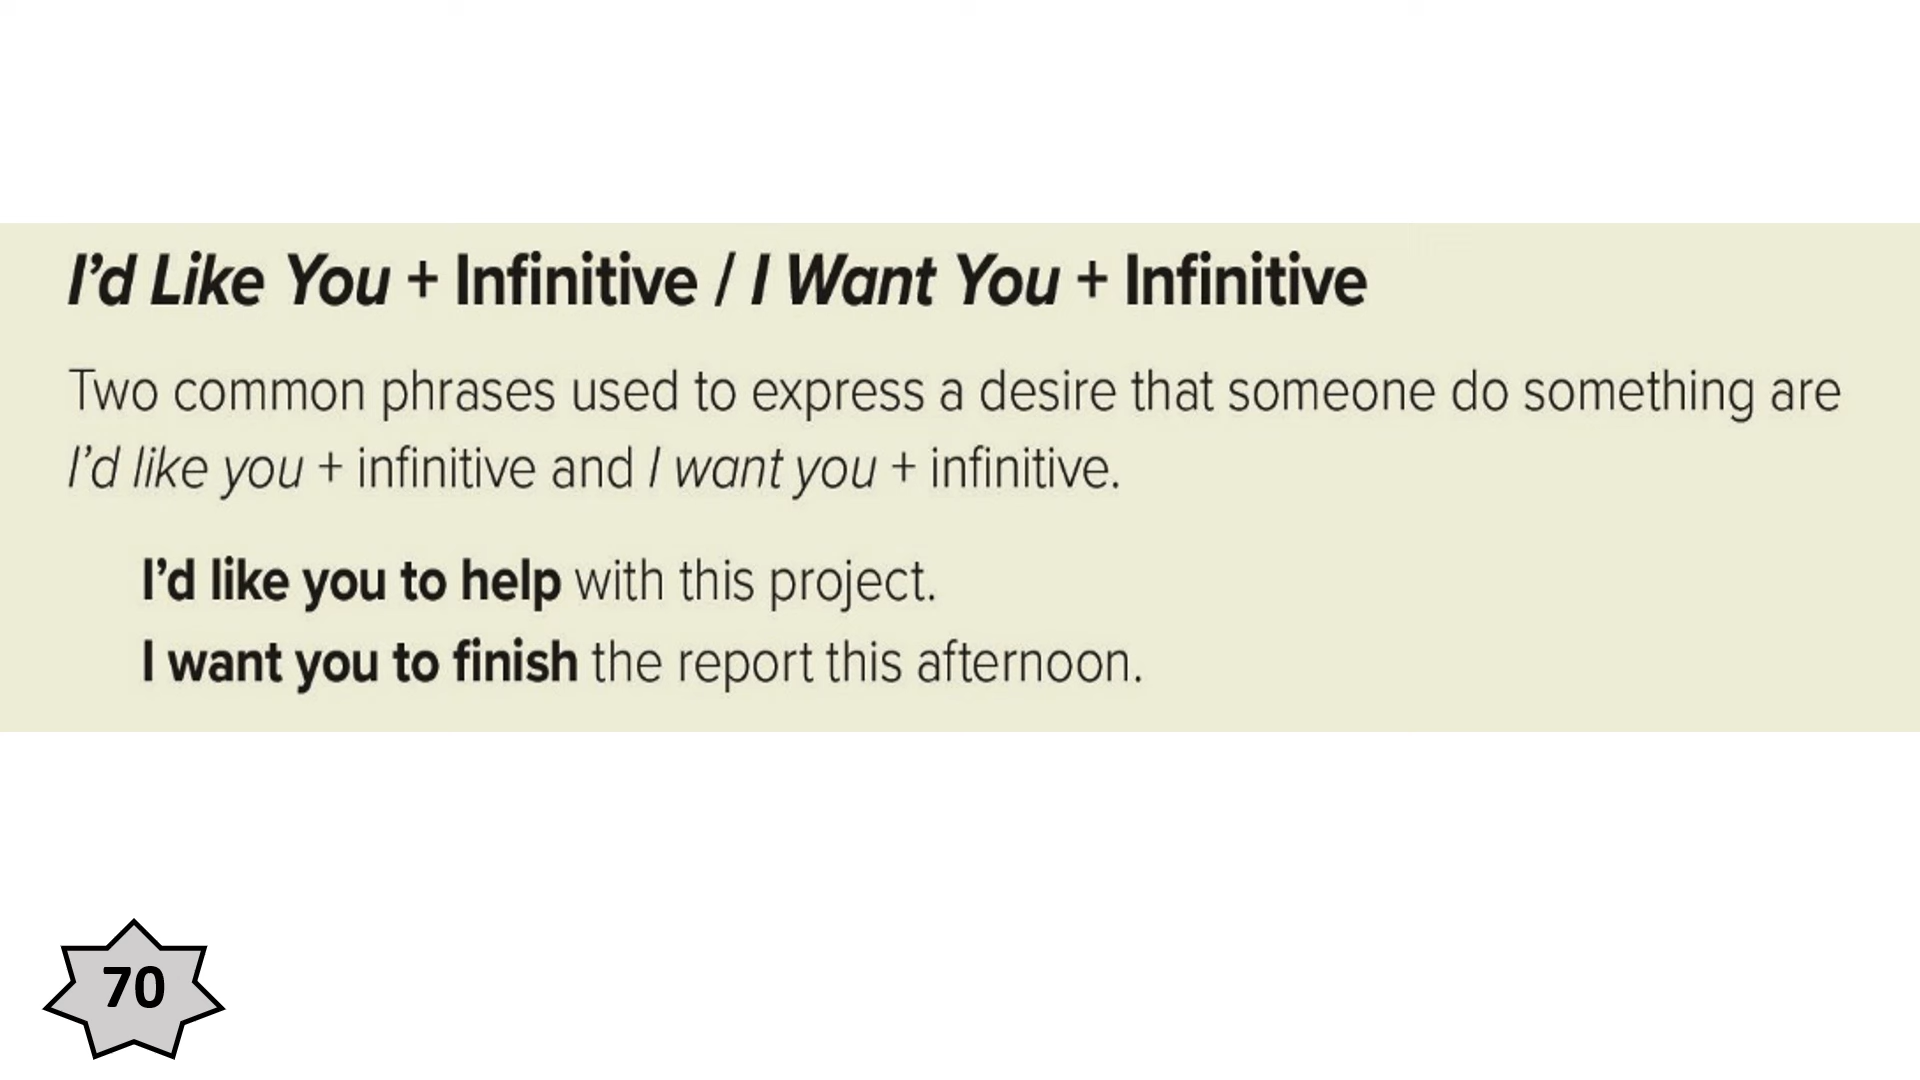 I’d Like You + Infinitive / I Want You + Infinitive
Two common phrases used to express a desire that someone do something are
I’d like you + infinitive and I want you + infinitive.
I’d like you to help with this project.
I want you to finish the report this afternoon.
70